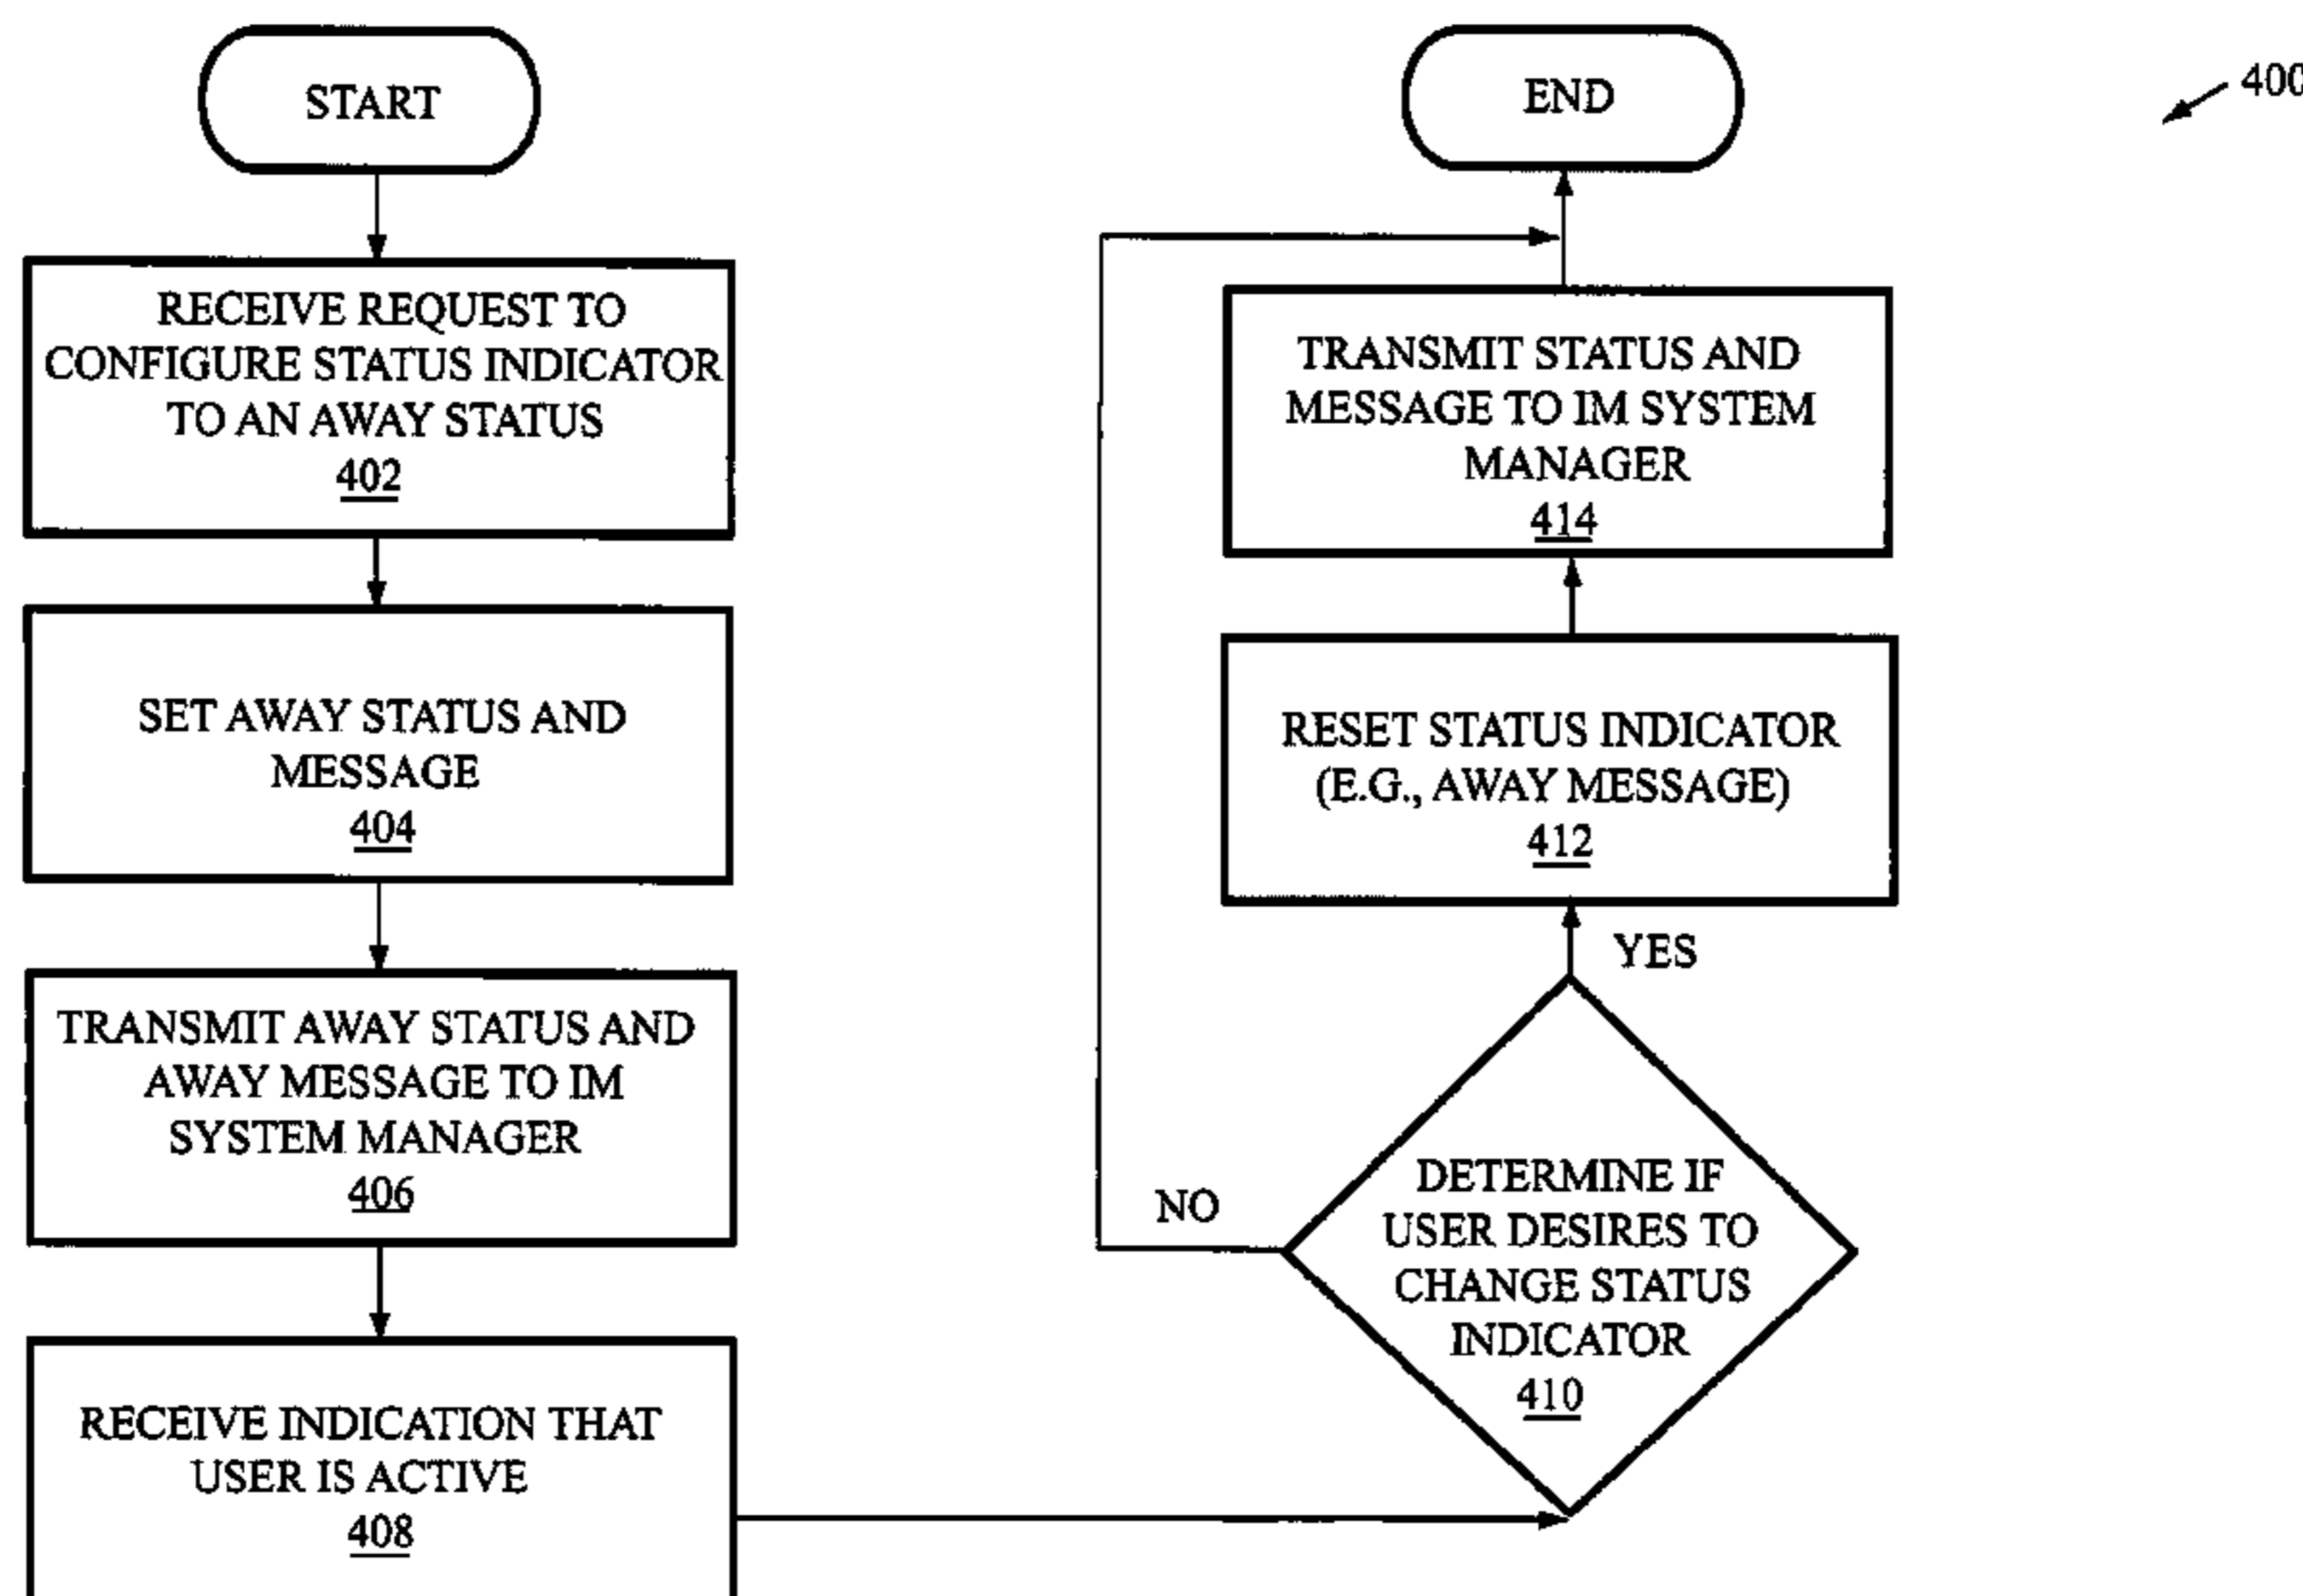 START
RECEIVE REQUEST TO
CONFIGURE STATUS INDICATOR
TO AN AWAY STATUS
402
SET AWAY STATUS AND
MESSAGE
404
TRANSMIT AWAY STATUS AND
AWAY MESSAGE TO IM
SYSTEM MANAGER
406
RECEIVE INDICATION THAT
USER IS ACTIVE
408
END
TRANSMIT STATUS AND
MESSAGE TO IM SYSTEM
MANAGER
414
RESET STATUS INDICATOR
(E.G., AWAY MESSAGE)
412
YES
DETERMINE IF
USER DESIRES TO
CHANGE STATUS
INDICATOR
410
NO
400